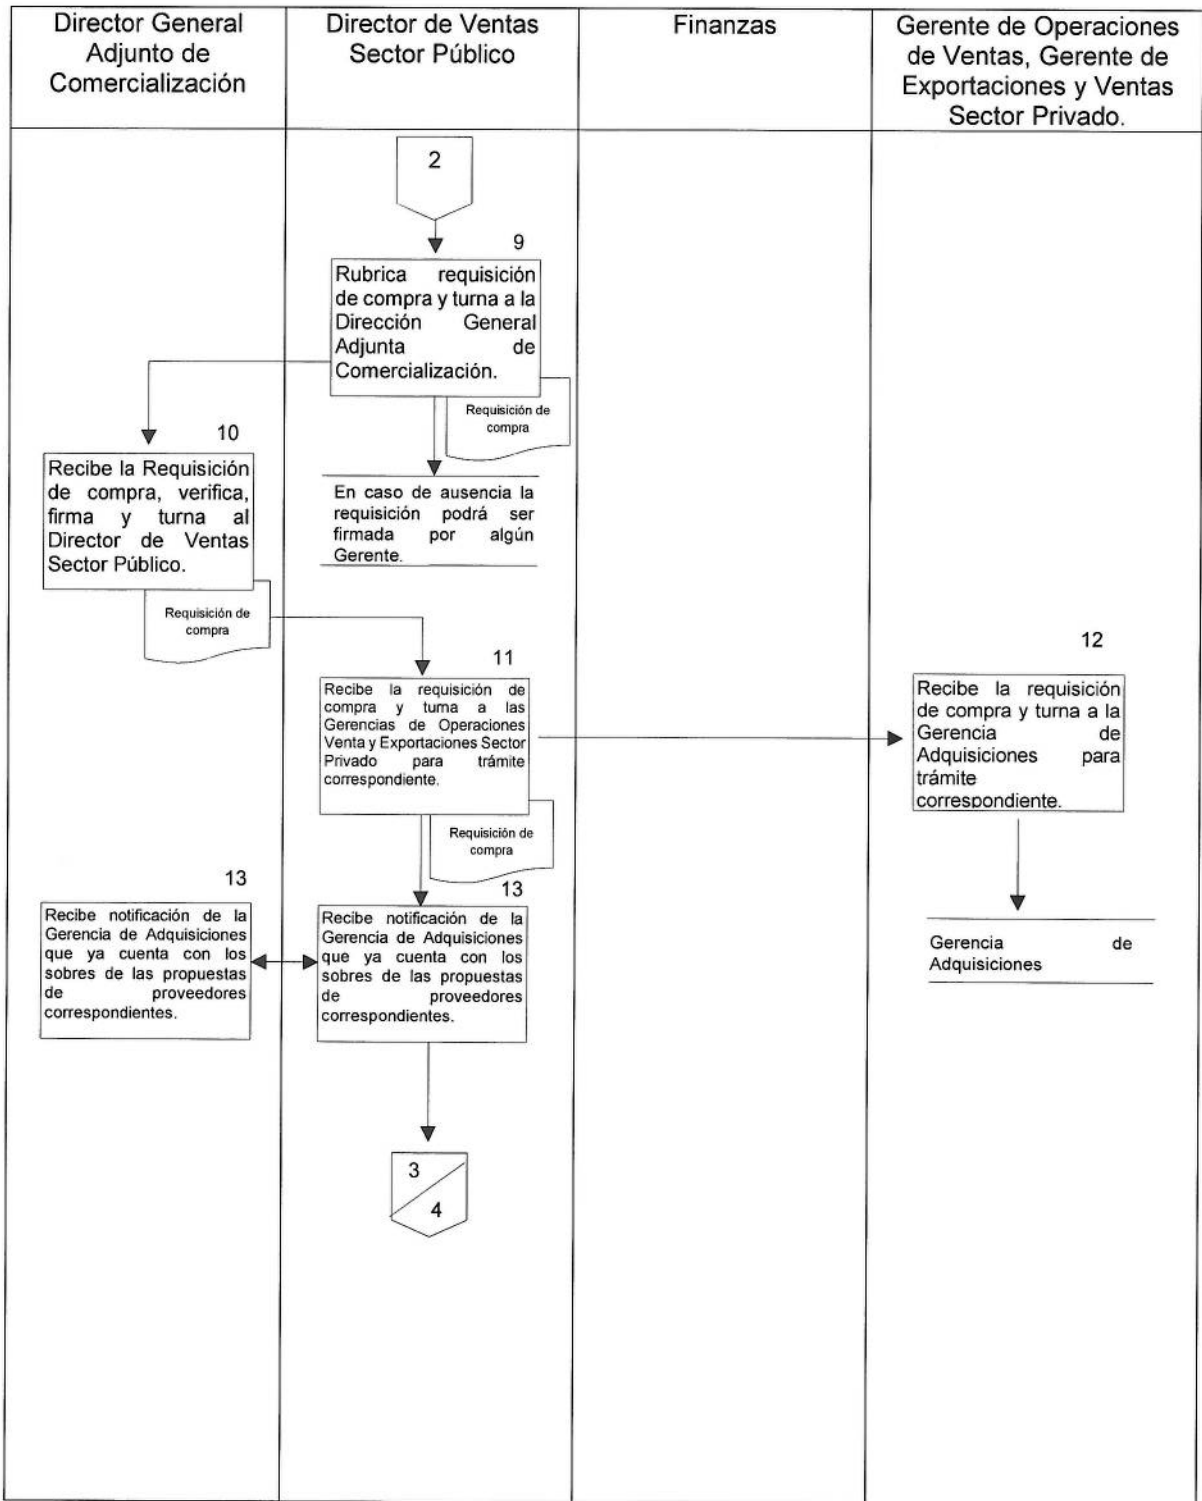 Director General
Adjunto de
Comercialización
Director de Ventas
Sector Público
Finanzas
Gerente de Operaciones
de Ventas, Gerente de
Exportaciones y Ventas
Sector Privado.
2
9
Rubrica requisición
de compra y turna a la
Dirección General
Adjunta de
Comercialización.
Requisición de
compra
En caso de ausencia la
requisición podrá ser
firmada por algún
Gerente.
10
Recibe la Requisición
de compra, verifica,
firma y turna al
Director de Ventas
Sector Público.
Requisición de
compra
11
Recibe la requisición de
compra y turna a las
Gerencias de Operaciones
Venta y Exportaciones Sector
Privado para trámite
correspondiente.
Requisición de
compra
12
Recibe la requisición
de compra y turna a la
Gerencia de
Adquisiciones para
trámite
correspondiente.
Gerencia de
Adquisiciones
13
Recibe notificación de la
Gerencia de Adquisiciones
que ya cuenta con los
sobres de las propuestas
de proveedores
correspondientes.
13
Recibe notificación de la
Gerencia de Adquisiciones
que ya cuenta con los
sobres de las propuestas
de proveedores
correspondientes.
3
4